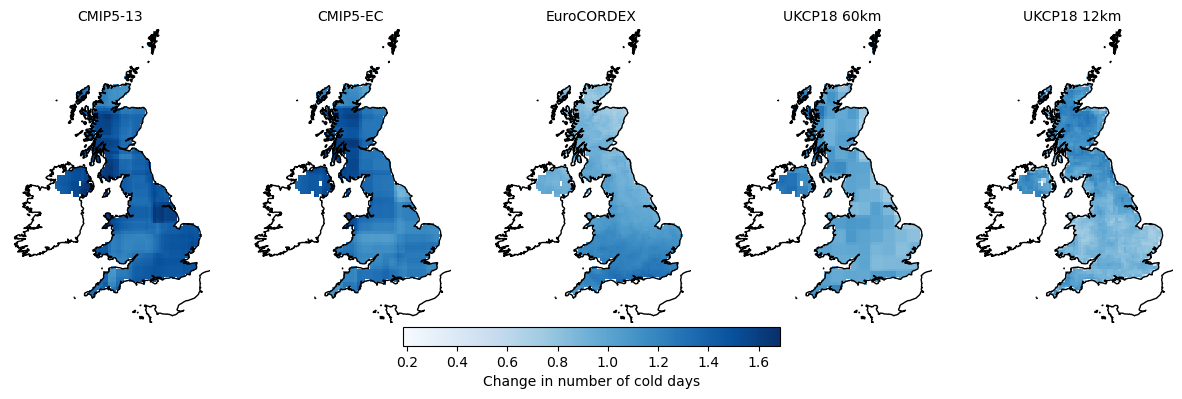 CMIP5-13 CMIP5-EC EuroCORDEX UKCP18 60km UKCP18 12km
0.2 0.4 0.6 0.8 1.0 1.2 1.4 1.6
Change in number of cold days